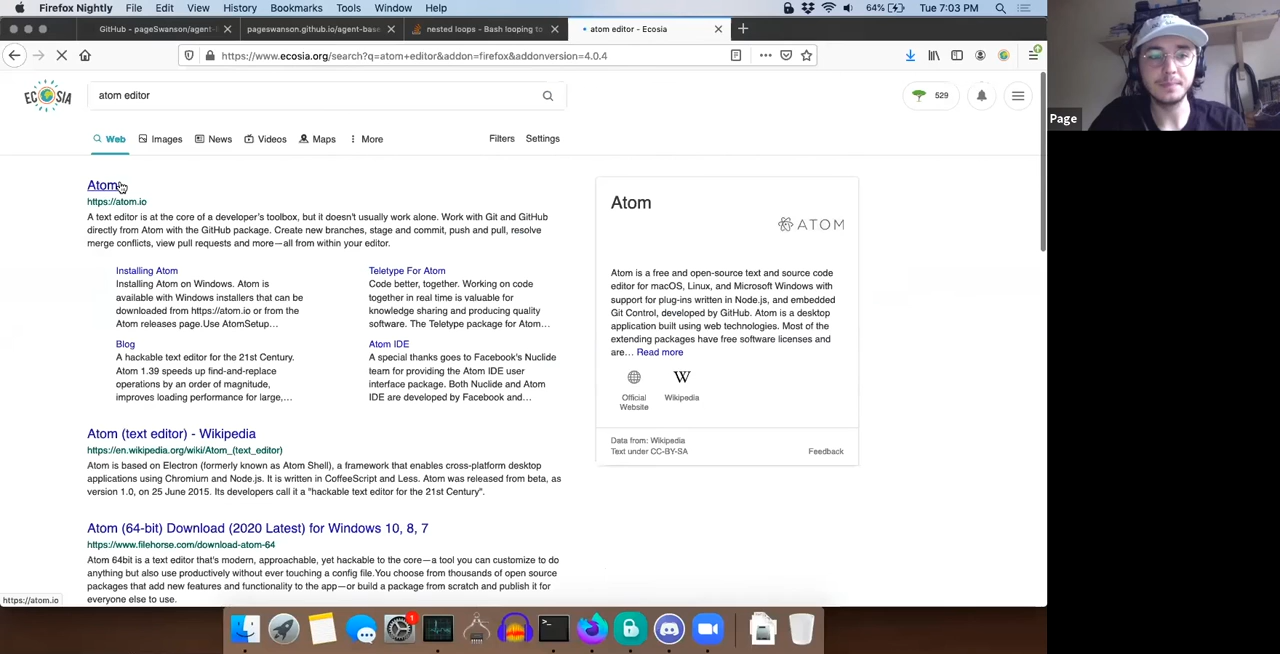 Firefox Nightly File Edit View History Bookmarks Tools Window Help 64% Tue 7:03 PM
GitHub - pageSwanson/agent-l pageswanson.github.io/agent-base nested loops - Bash looping to atom editor - Ecosia
https://www.ecosia.org/search?q=atom+editor&addon=firefox&addonversion=4.0.4
ECOSIA
atom editor
529
Page
Web Images News Videos Maps More Filters Settings
Atom
https://atom.io
A text editor is at the core of a developer's toolbox, but it doesn't usually work alone. Work with Git and GitHub
directly from Atom with the GitHub package. Create new branches, stage and commit, push and pull, resolve
merge conflicts, view pull requests and more—all from within your editor.
Installing Atom
Installing Atom on Windows. Atom is
available with Windows installers that can be
downloaded from https://atom.io or from the
Atom releases page.Use AtomSetup...
Teletype For Atom
Code better, together. Working on code
together in real time is valuable for
knowledge sharing and producing quality
software. The Teletype package for Atom...
Blog
A hackable text editor for the 21st Century.
Atom 1.39 speeds up find-and-replace
operations by an order of magnitude,
improves loading performance for large,...
Atom IDE
A special thanks goes to Facebook's Nuclide
team for providing the Atom IDE user
interface package. Both Nuclide and Atom
IDE are developed by Facebook and...
Atom (text editor) - Wikipedia
https://en.wikipedia.org/wiki/Atom_(text_editor)
Atom is based on Electron (formerly known as Atom Shell), a framework that enables cross-platform desktop
applications using Chromium and Node.js. It is written in CoffeeScript and Less. Atom was released from beta, as
version 1.0, on 25 June 2015. Its developers call it a "hackable text editor for the 21st Century".
Atom (64-bit) Download (2020 Latest) for Windows 10, 8, 7
https://www.filehorse.com/download-atom-64
Atom 64bit is a text editor that's modern, approachable, yet hackable to the core—a tool you can customize to do
anything but also use productively without ever touching a config file.You choose from thousands of open source
packages that add new features and functionality to the app—or build a package from scratch and publish it for
everyone else to use.
Atom
ATOM
Atom is a free and open-source text and source code
editor for macOS, Linux, and Microsoft Windows with
support for plug-ins written in Node.js, and embedded
Git Control, developed by GitHub. Atom is a desktop
application built using web technologies. Most of the
extending packages have free software licenses and
are... Read more
W
Official
Website
Wikipedia
Data from: Wikipedia
Text under CC-BY-SA
Feedback
https://atom.io
1